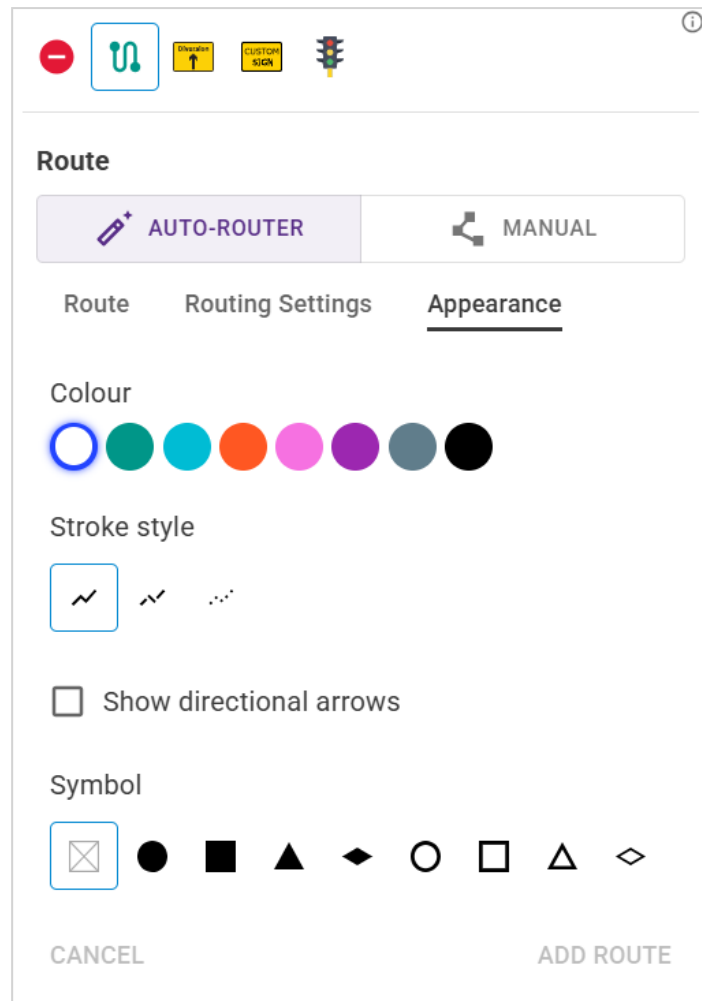 Diversion
CUSTOM
SIGN
Route
AUTO-ROUTER
MANUAL
Route
Routing Settings
Appearance
Colour
Stroke style
Show directional arrows
Symbol
CANCEL
ADD ROUTE